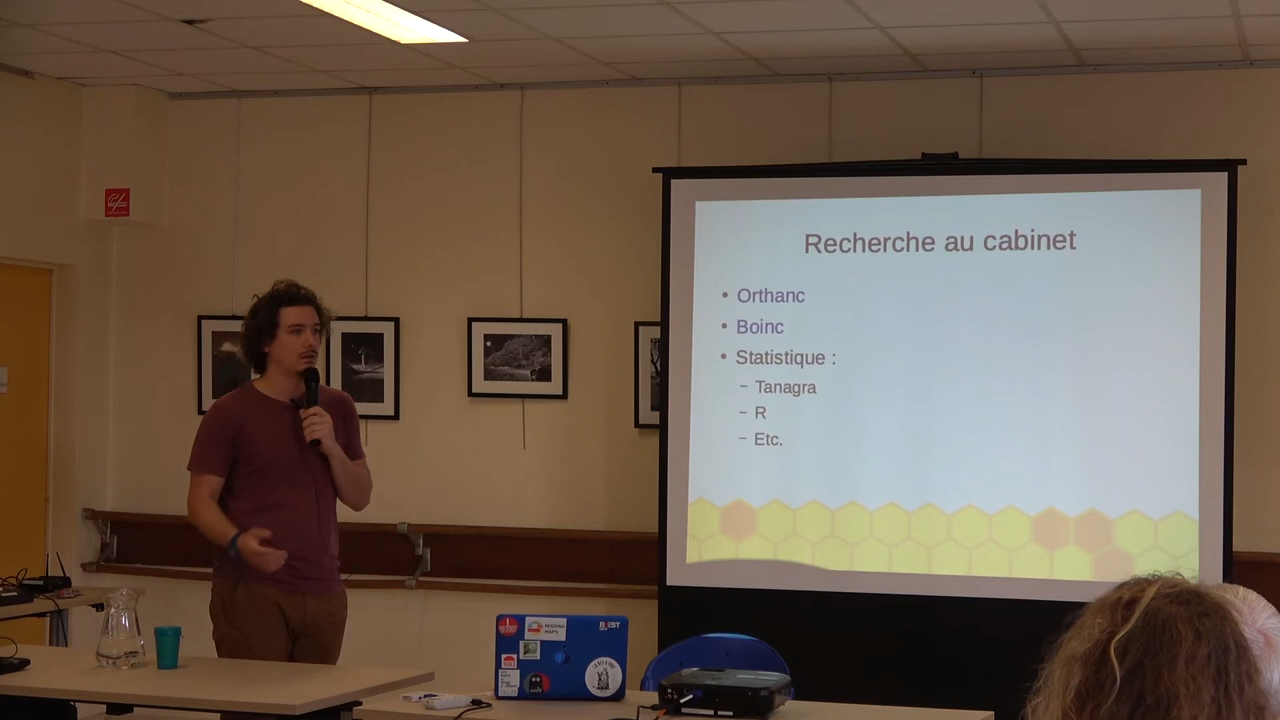 Recherche au cabinet
• Orthanc
• Boinc
• Statistique :
– Tanagra
– R
– Etc.
MISSING
MAPS